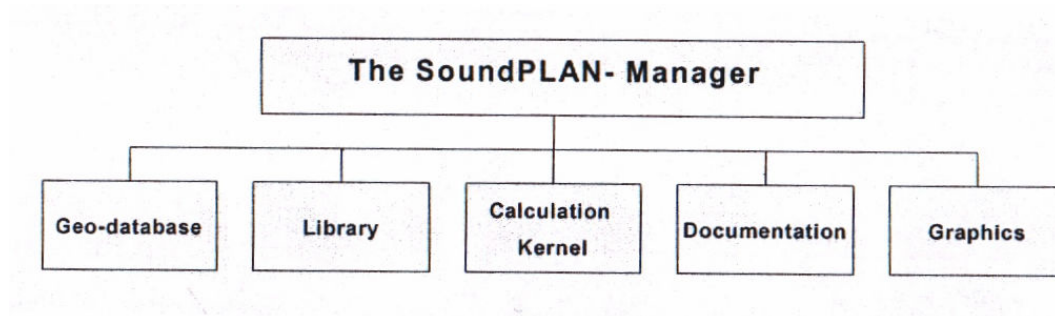 The SoundPLAN- Manager
Geo-database
Library
Calculation
Kernel
Documentation
Graphics